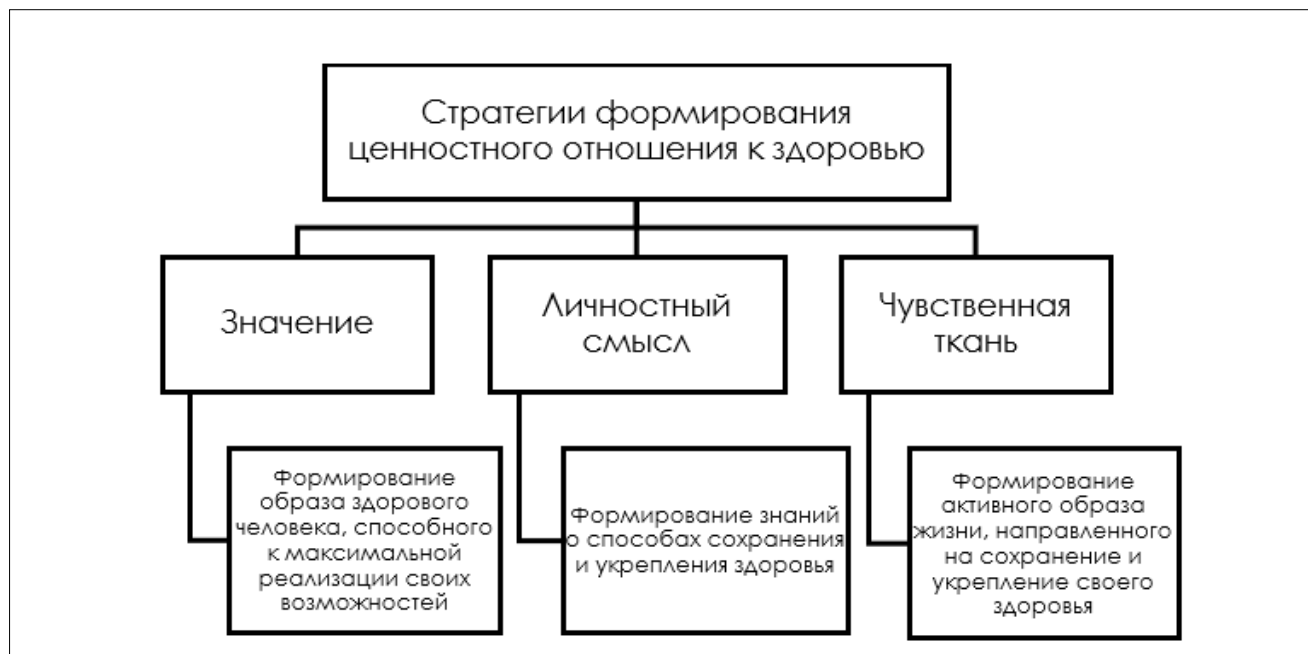 Стратегии формирования
ценностного отношения к здоровью
Значение
Личностный
смысл
Чувственная
ткань
Формирование
образа здорового
человека, способного
к максимальной
реализации своих
возможностей
Формирование знаний
о способах сохранения
и укрепления здоровья
Формирование
активного образа
жизни, направленного
на сохранение и
укрепление своего
здоровья